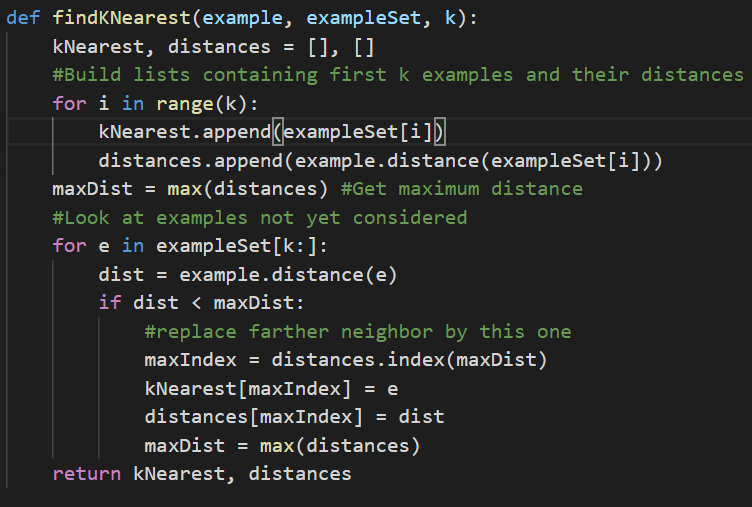 def findKNearest(example, exampleSet, k):
    kNearest, distances = [], []
    #Build lists containing first k examples and their distances
    for i in range(k):
        kNearest.append(exampleSet[i])
        distances.append(example.distance(exampleSet[i]))
    maxDist = max(distances) #Get maximum distance
    #Look at examples not yet considered
    for e in exampleSet[k:]:
        dist = example.distance(e)
        if dist < maxDist:
            #replace farther neighbor by this one
            maxIndex = distances.index(maxDist)
            kNearest[maxIndex] = e
            distances[maxIndex] = dist
            maxDist = max(distances)
    return kNearest, distances